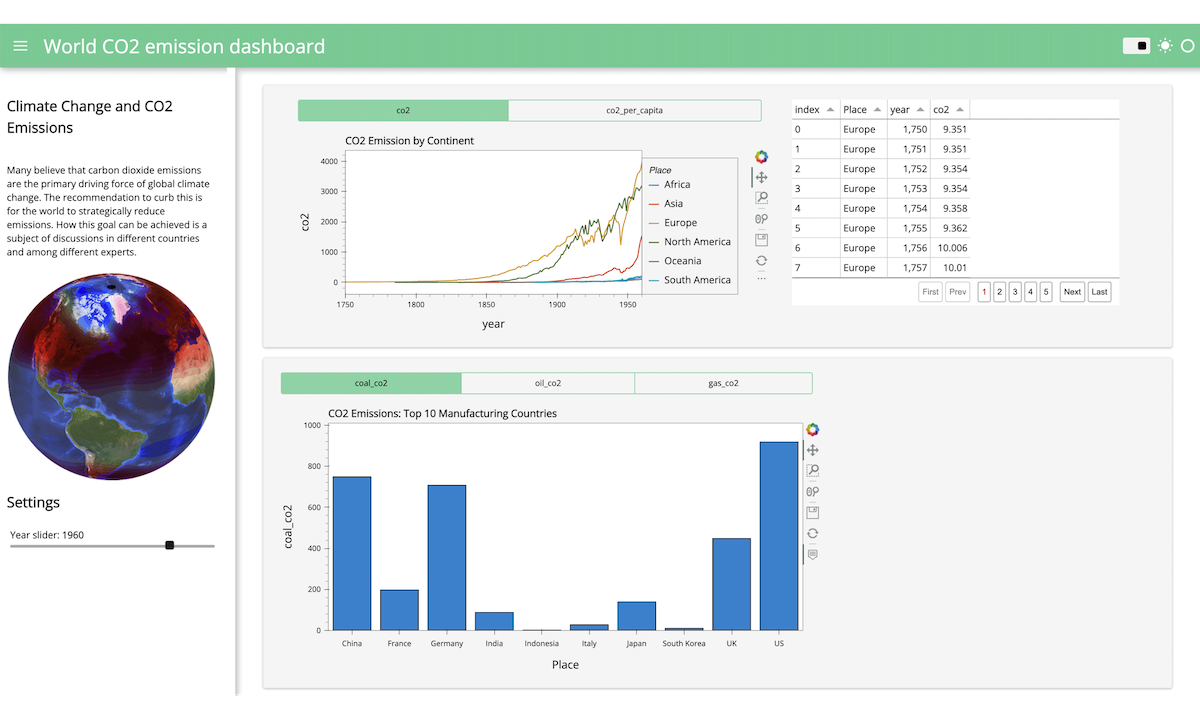 World CO2 emission dashboard
Climate Change and CO2
Emissions
Many believe that carbon dioxide emissions
are the primary driving force of global climate
change. The recommendation to curb this is
for the world to strategically reduce
emissions. How this goal can be achieved is a
subject of discussions in different countries
and among different experts.
Settings
Year slider: 1960
co2 co2_per_capita
CO2 Emission by Continent
co2
4000
3000
2000
1000
0
1750 1800 1850 1900 1950
year
Place
Africa
Asia
Europe
North America
Oceania
South America
index Place year co2
0 Europe 1,750 9.351
1 Europe 1,751 9.351
2 Europe 1,752 9.354
3 Europe 1,753 9.354
4 Europe 1,754 9.358
5 Europe 1,755 9.362
6 Europe 1,756 10.006
7 Europe 1,757 10.01
First Prev 1 2 3 4 5 Next Last
coal_co2 oil_co2 gas_co2
CO2 Emissions: Top 10 Manufacturing Countries
coal_co2
1000
800
600
400
200
0
China France Germany India Indonesia Italy Japan South Korea UK US
Place